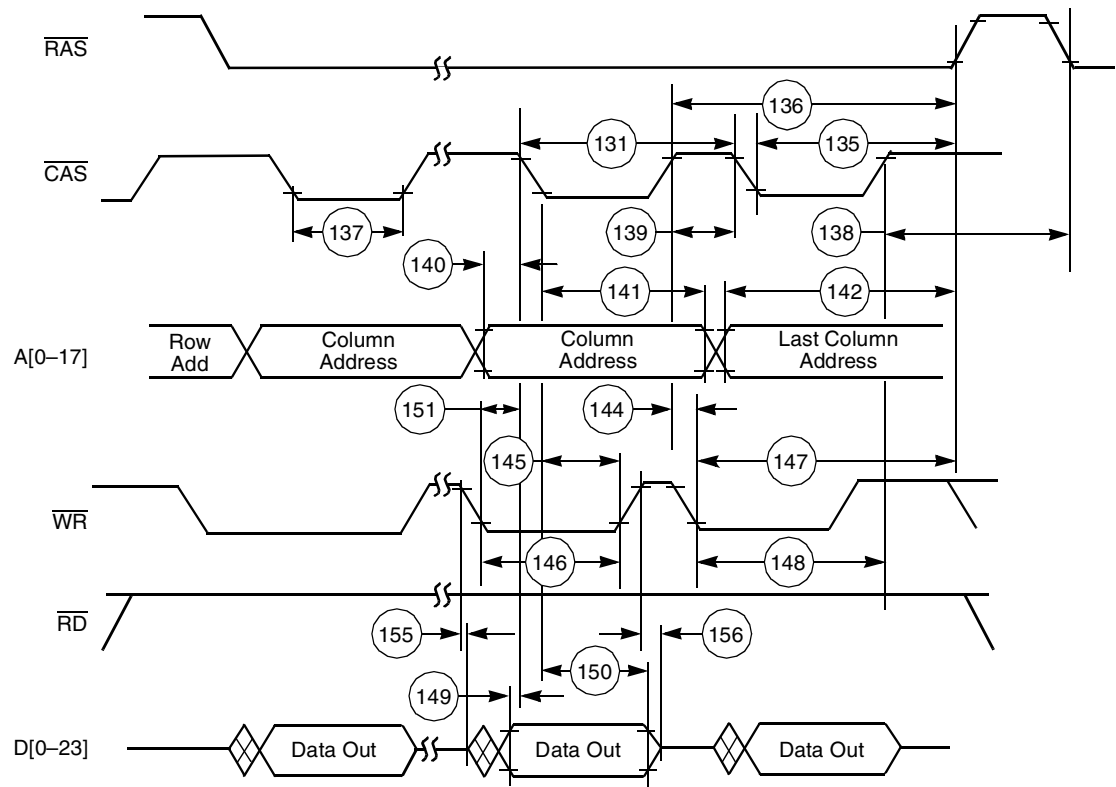 RAS
136
131
135
CAS
137
139
138
140
141
142
A[0–17]
Row
Add
Column
Address
Column
Address
Last Column
Address
151
144
145
147
WR
146
148
RD
155
156
150
149
D[0–23]
Data Out
Data Out
Data Out